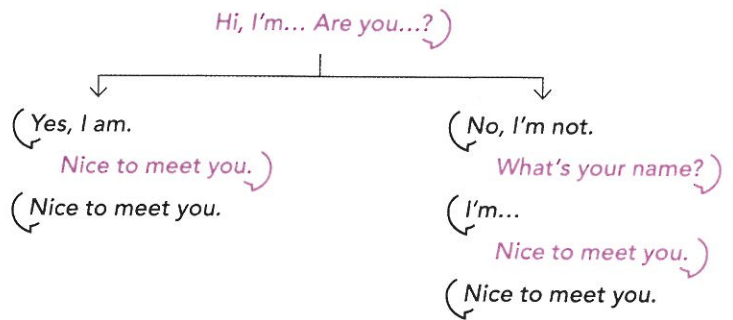 Hi, I'm... Are you...?
Yes, I am.
Nice to meet you.
Nice to meet you.
No, I'm not.
What's your name?
I'm...
Nice to meet you.
Nice to meet you.